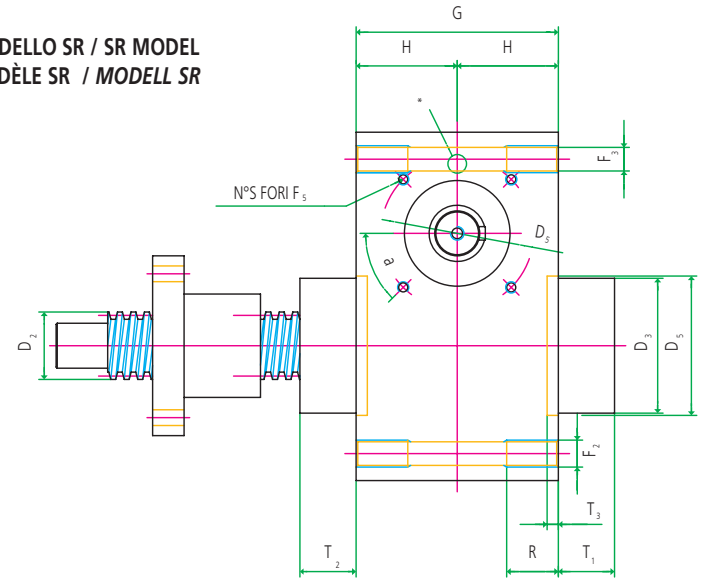 DELLO SR / SR MODEL
DÈLE SR / MODELL SR
G
H H
*
F3
N°S FORI F5
D5
a
D2
D3
D5
F2
T3
T2
R
T1